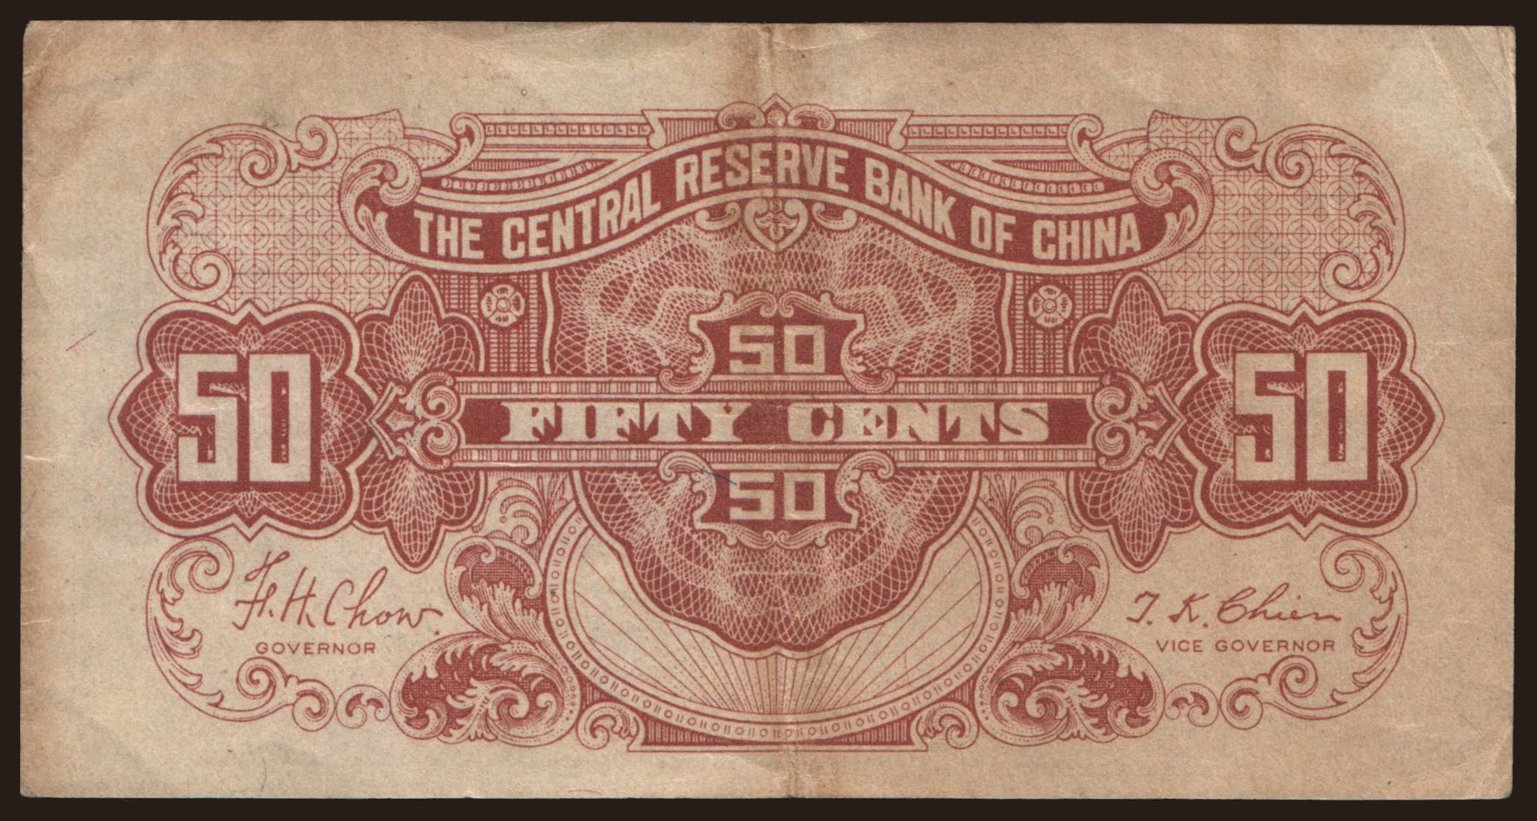 THE CENTRAL RESERVE BANK OF CHINA
50
50 FIFTY CENTS 50
50
F. H. Chow. T. K. Chien
GOVERNOR VICE GOVERNOR